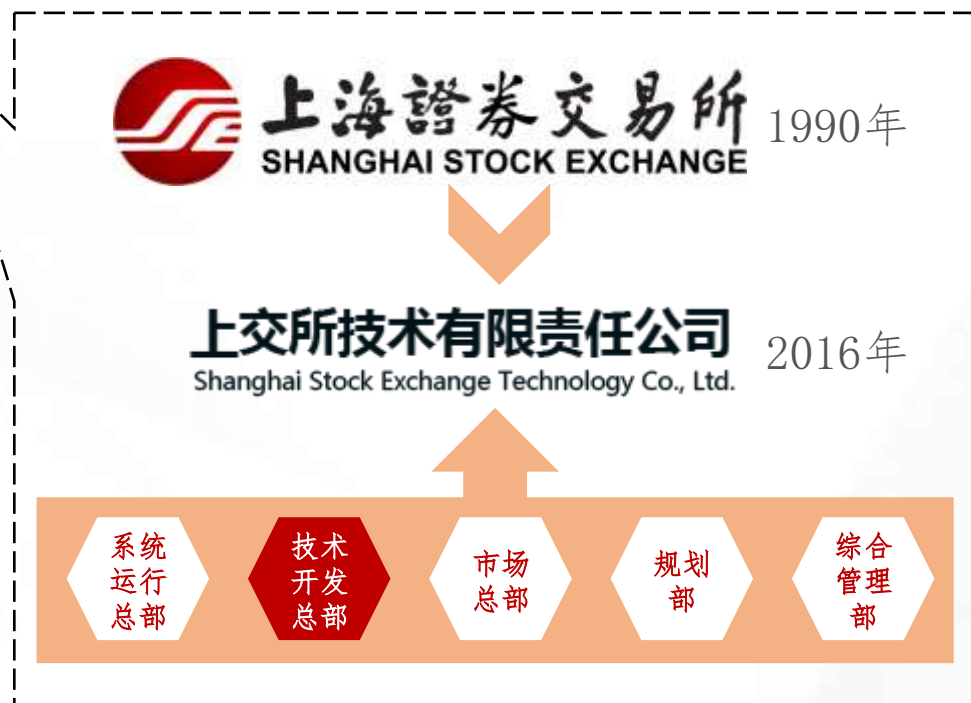 上海證券交易所
SHANGHAI STOCK EXCHANGE
1990年
上交所技术有限责任公司
Shanghai Stock Exchange Technology Co., Ltd.
2016年
系统
运行
总部
技术
开发
总部
市场
总部
规划
部
综合
管理
部